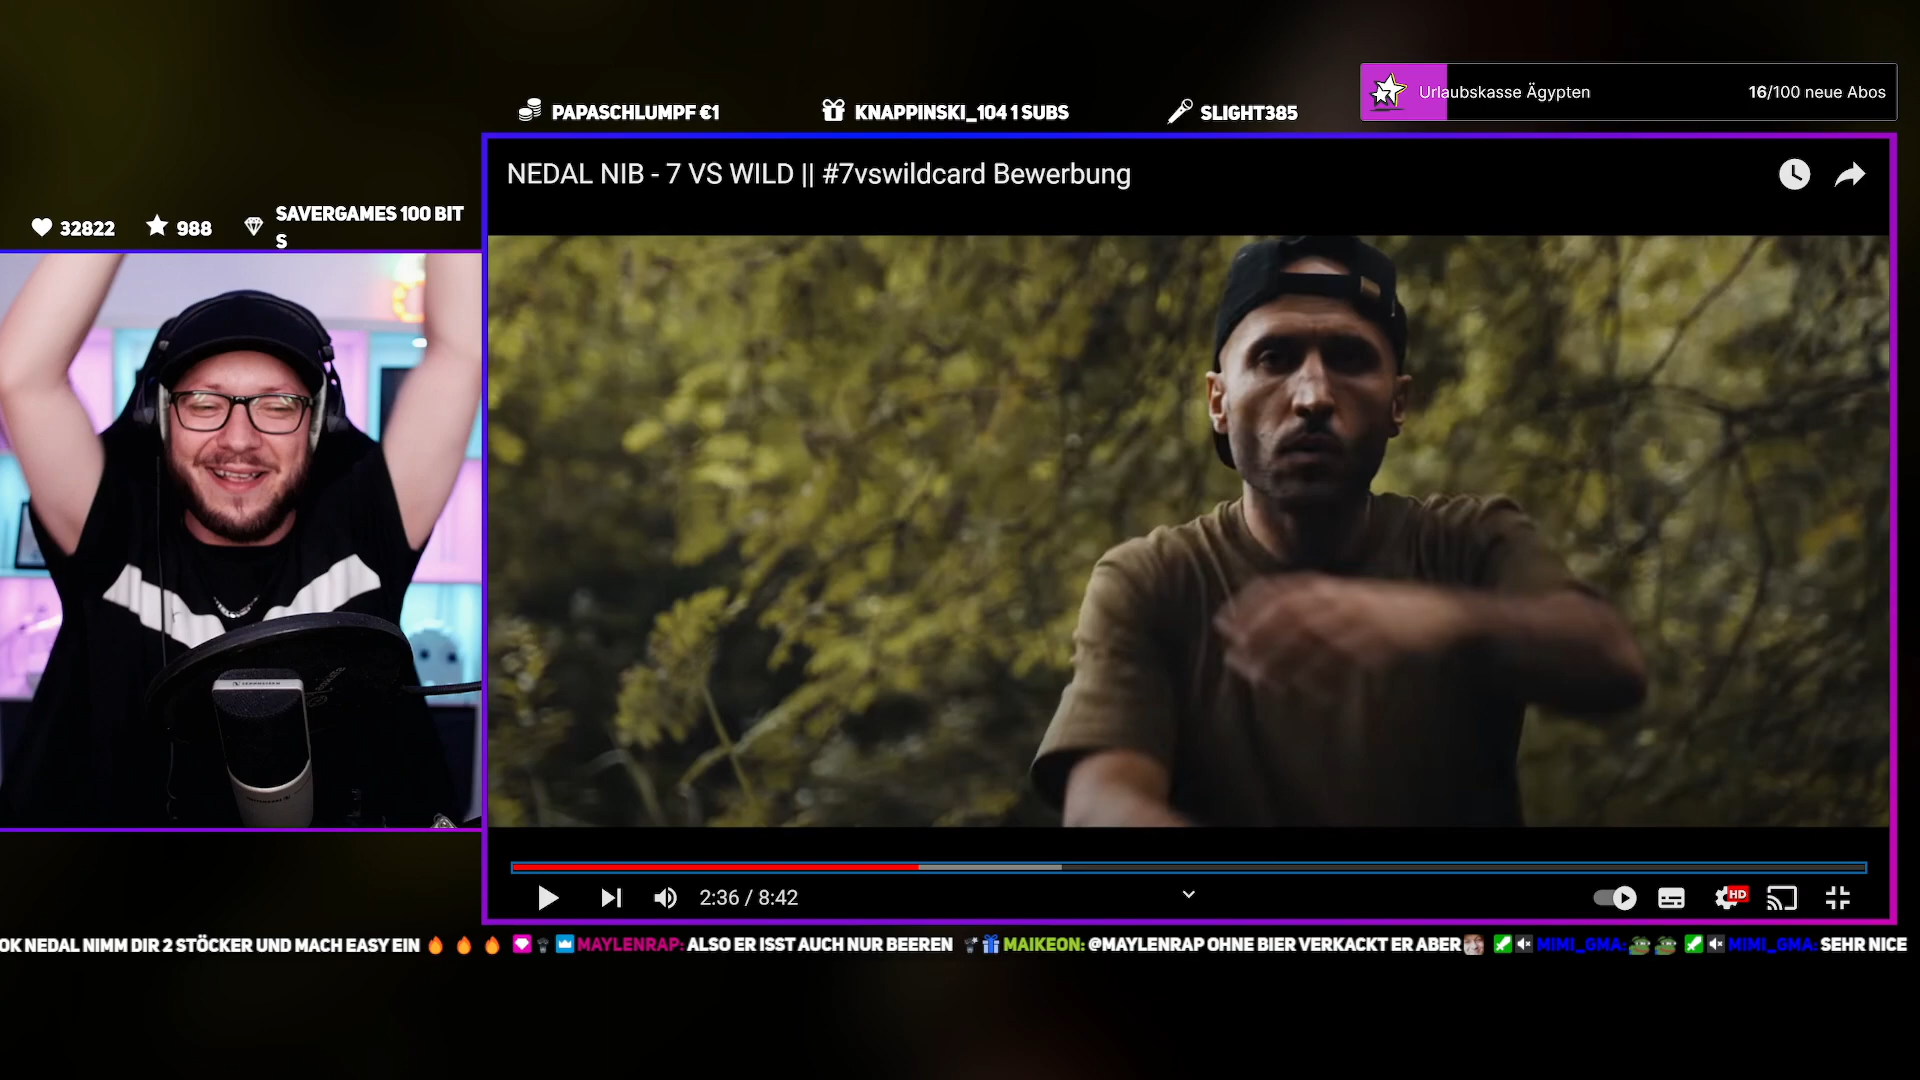 Urlaubskasse Ägypten 16/100 neue Abos
PAPASCHLUMPF €1 KNAPPINSKI_104 1 SUBS SLIGHT385
NEDAL NIB - 7 VS WILD || #7vswildcard Bewerbung
32822 988 SAVERGAMES 100 BIT
S
2:36 / 8:42 HD
OK NEDAL NIMM DIR 2 STÖCKER UND MACH EASY EIN MAYLENRAP: ALSO ER ISST AUCH NUR BEEREN MAIKEON: @MAYLENRAP OHNE BIER VERKACKT ER ABER MIMI_GMA: MIMI_GMA: SEHR NICE